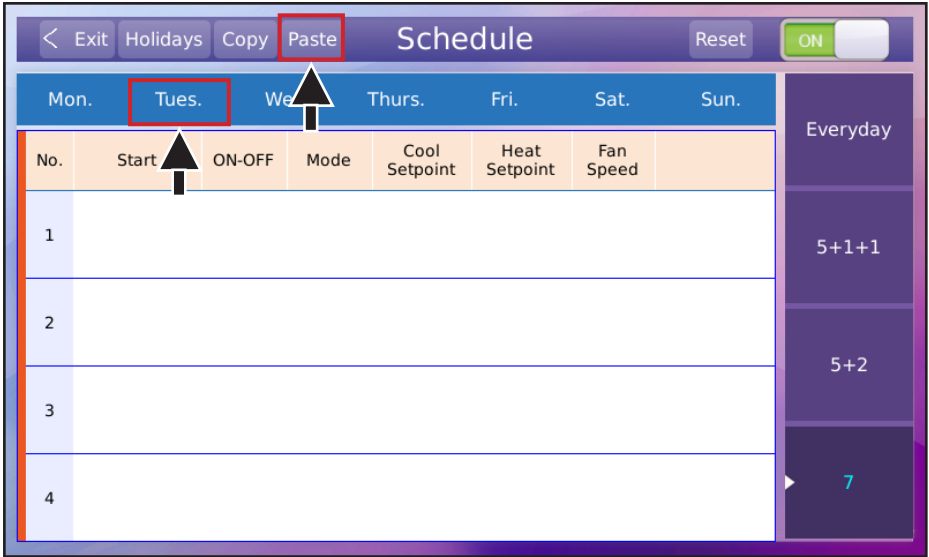 Exit Holidays Copy Paste Schedule Reset ON
Mon. Tues. We Thurs. Fri. Sat. Sun.
Everyday
No. Start ON-OFF Mode Cool Setpoint Heat Setpoint Fan Speed
1
5+1+1
2
5+2
3
7
4